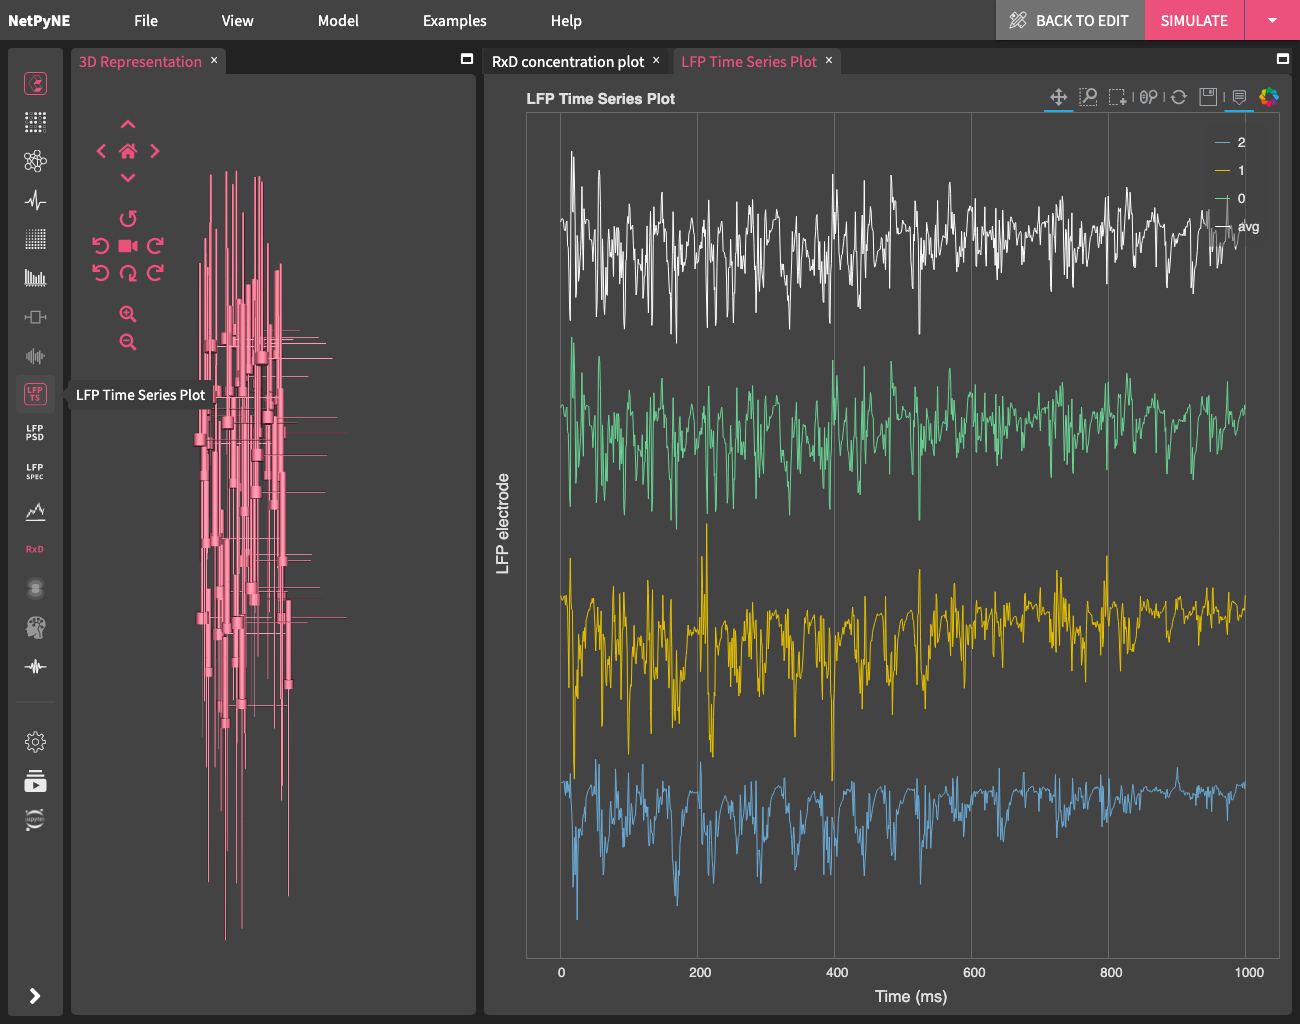 NetPyNE File View Model Examples Help BACK TO EDIT SIMULATE
3D Representation ×
RxD concentration plot × LFP Time Series Plot ×
LFP Time Series Plot
2
1
0
avg
LFP
TS
LFP Time Series Plot
LFP
PSD
LFP
SPEC
RxD
jupyter
LFP electrode
0 200 400 600 800 1000
Time (ms)